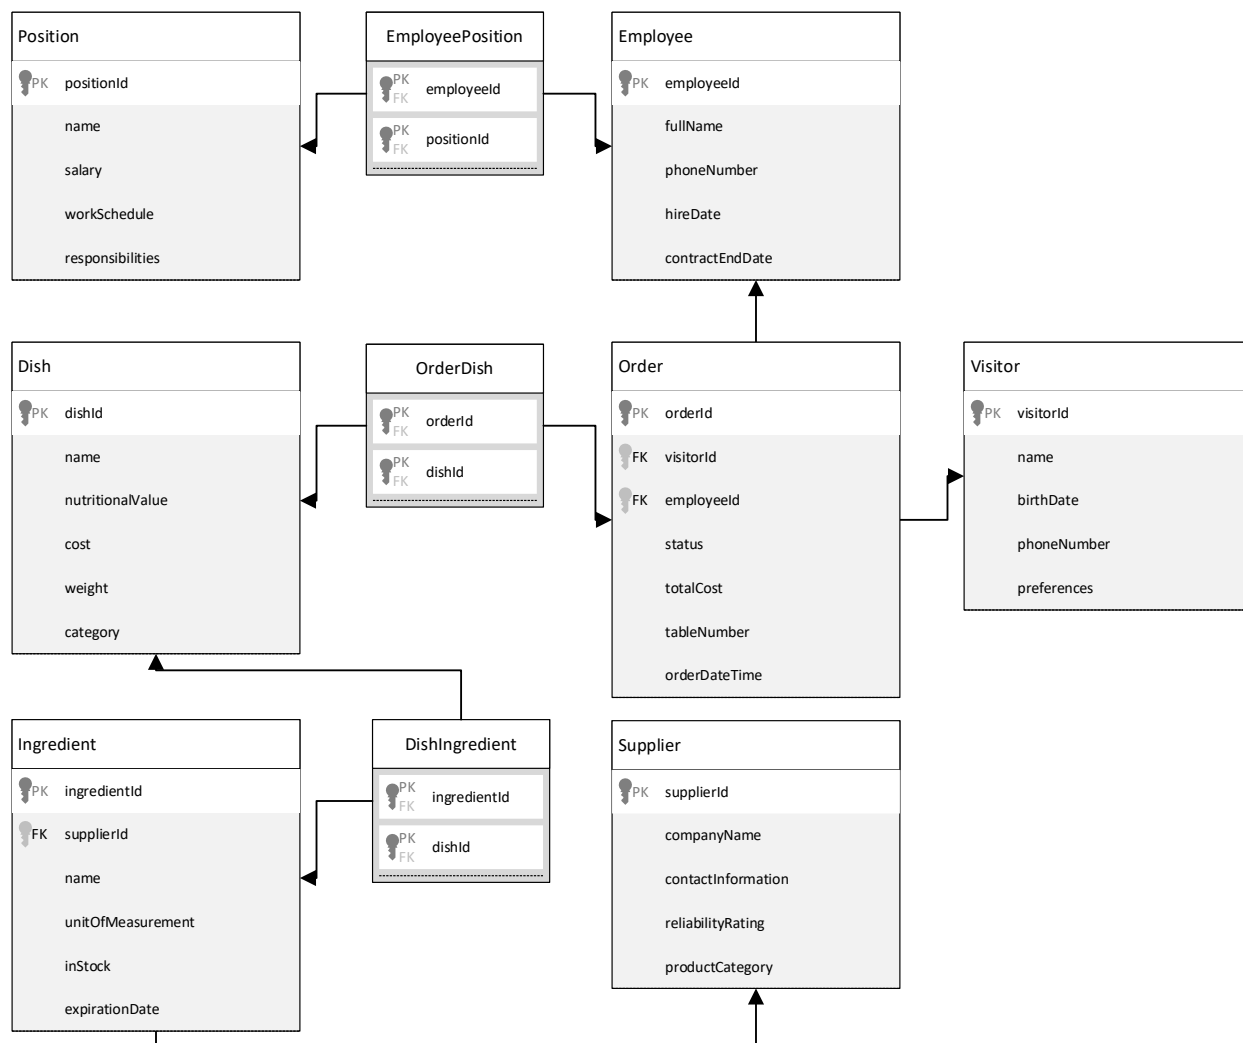 Position
PK positionId
name
salary
workSchedule
responsibilities
EmployeePosition
PK
FK employeeId
PK
FK positionId
Employee
PK employeeId
fullName
phoneNumber
hireDate
contractEndDate
Dish
PK dishId
name
nutritionalValue
cost
weight
category
OrderDish
PK
FK orderId
PK
FK dishId
Order
PK orderId
FK visitorId
FK employeeId
status
totalCost
tableNumber
orderDateTime
Visitor
PK visitorId
name
birthDate
phoneNumber
preferences
Ingredient
PK ingredientId
FK supplierId
name
unitOfMeasurement
inStock
expirationDate
DishIngredient
PK
FK ingredientId
PK
FK dishId
Supplier
PK supplierId
companyName
contactInformation
reliabilityRating
productCategory